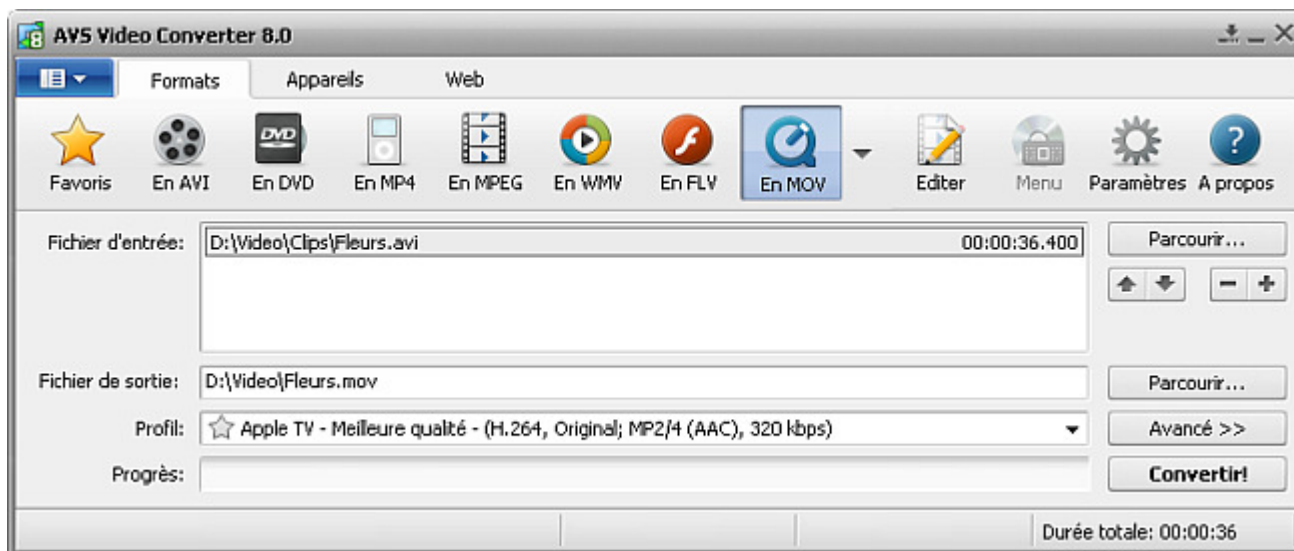 AVS Video Converter 8.0
Formats Appareils Web
Favoris En AVI En DVD En MP4 En MPEG En WMV En FLV En MOV Editer Menu Paramètres A propos
Fichier d'entrée: D:\Video\Clips\Fleurs.avi 00:00:36.400 Parcourir...
Fichier de sortie: D:\Video\Fleurs.mov Parcourir...
Profil: Apple TV - Meilleure qualité - (H.264, Original; MP2/4 (AAC), 320 kbps) Avancé >>
Progrès: Convertir!
Durée totale: 00:00:36